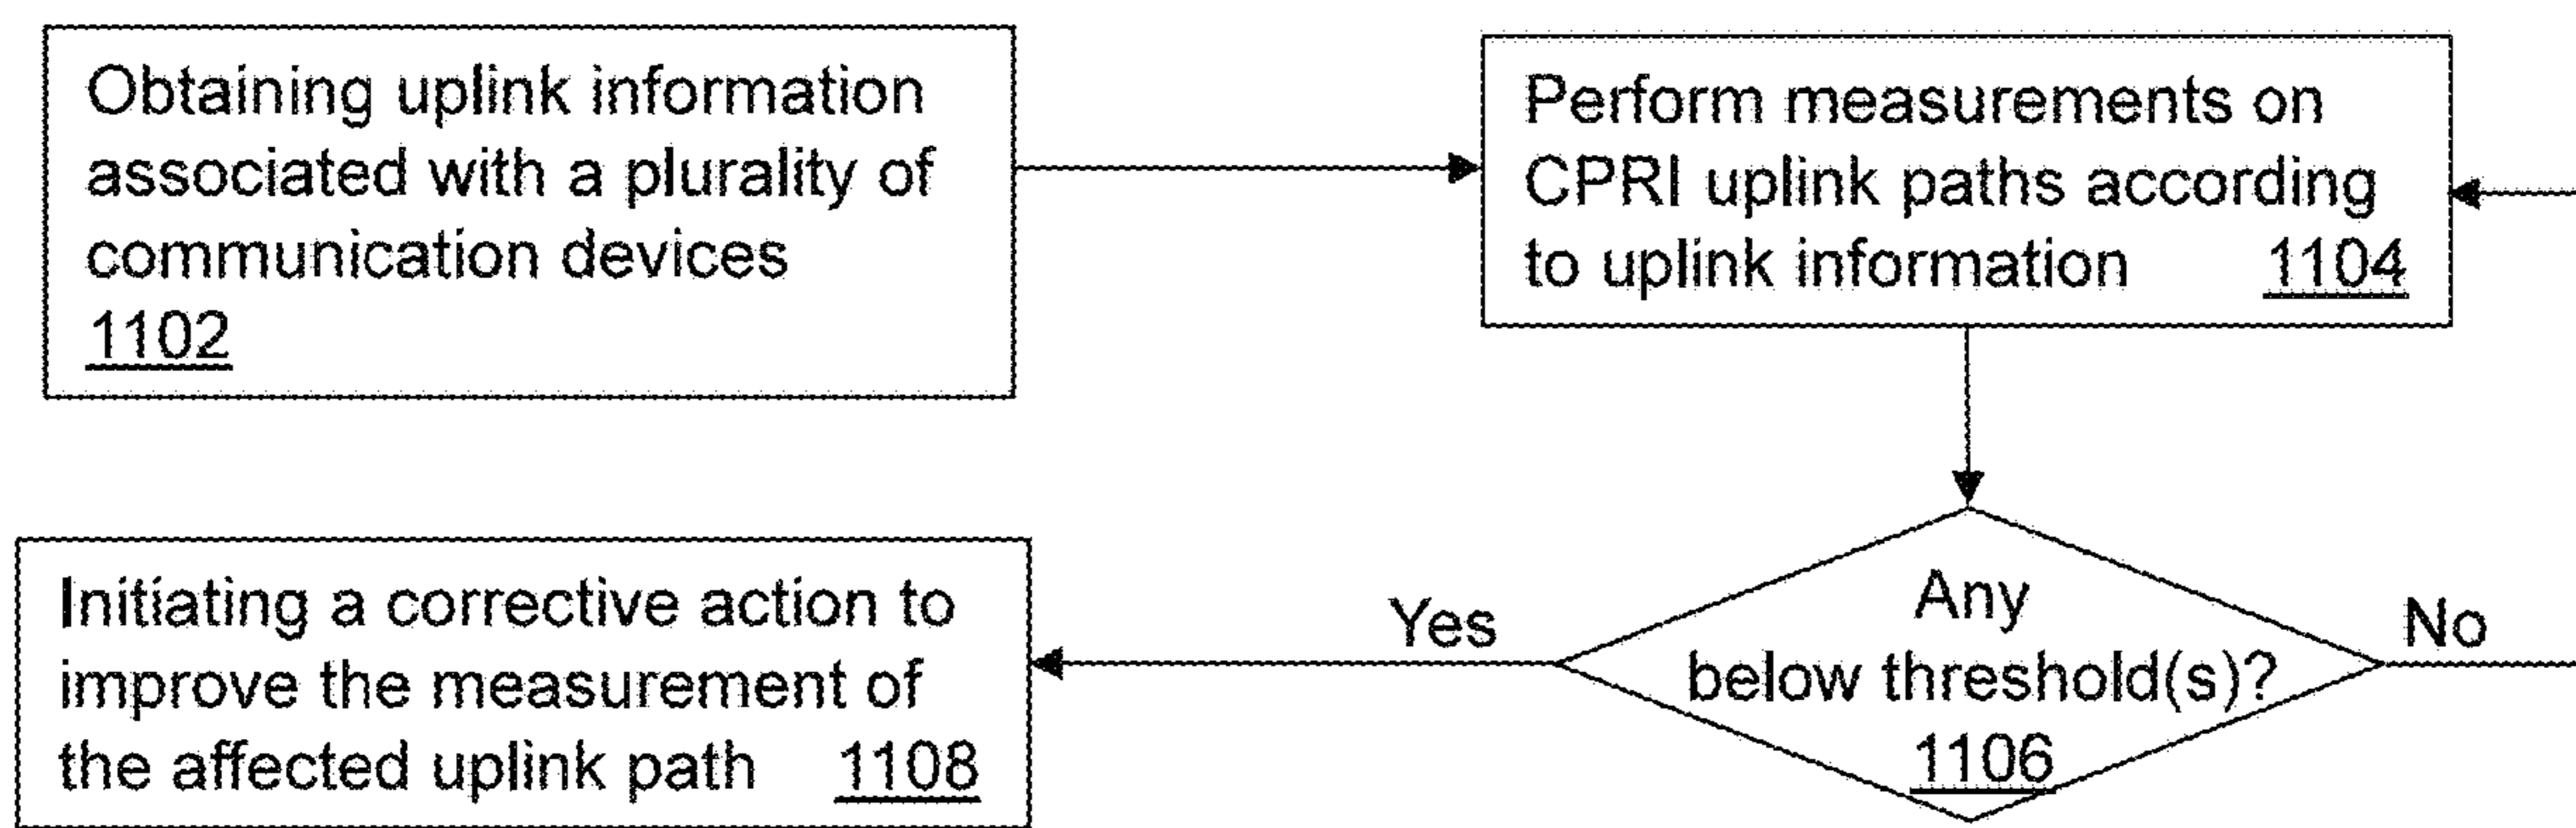 Obtaining uplink information
associated with a plurality of
communication devices
1102
Perform measurements on
CPRI uplink paths according
to uplink information 1104
Any
below threshold(s)?
1106
Yes
No
Initiating a corrective action to
improve the measurement of
the affected uplink path 1108